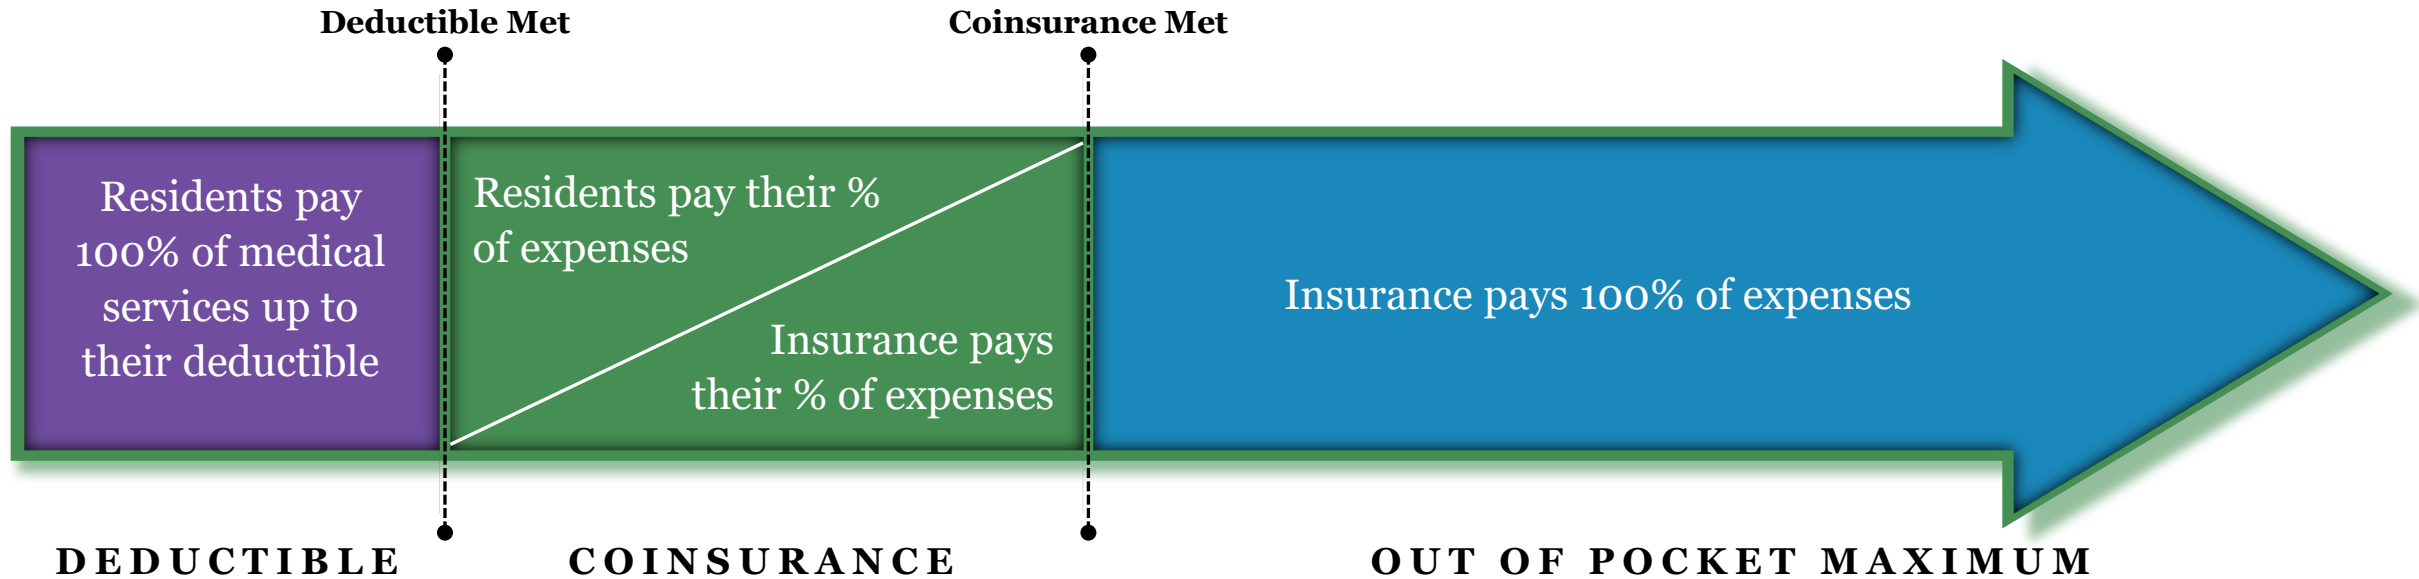 Deductible Met
Coinsurance Met
Residents pay
100% of medical
services up to
their deductible
Residents pay their %
of expenses
Insurance pays
their % of expenses
Insurance pays 100% of expenses
DEDUCTIBLE
COINSURANCE
OUT OF POCKET MAXIMUM